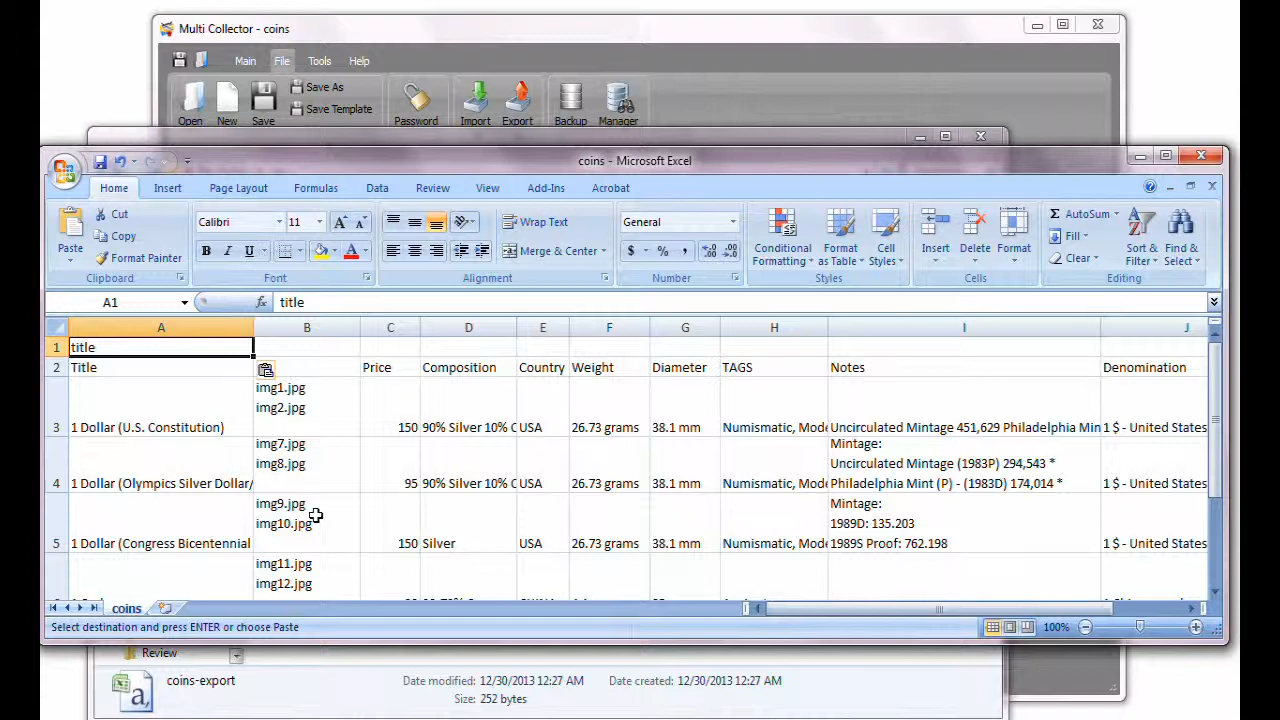 Multi Collector - coins
Main File Tools Help
Save As
Save Template
Open New Save Password Import Export Backup Manager
coins - Microsoft Excel
Home Insert Page Layout Formulas Data Review View Add-Ins Acrobat
Paste Cut Copy Format Painter
Calibri 11 Wrap Text General
B I U Merge & Center $ % ,
Conditional Formatting Format as Table Cell Styles
Insert Delete Format
Σ AutoSum Fill Clear Sort & Filter Find & Select
Clipboard Font Alignment Number Styles Cells Editing
A1 fx title
A B C D E F G H I J
1 title
2 Title Price Composition Country Weight Diameter TAGS Notes Denomination
img1.jpg
img2.jpg
3 1 Dollar (U.S. Constitution) 150 90% Silver 10% C USA 26.73 grams 38.1 mm Numismatic, Mode Uncirculated Mintage 451,629 Philadelphia Min 1 $ - United States
img7.jpg Mintage:
img8.jpg Uncirculated Mintage (1983P) 294,543 *
4 1 Dollar (Olympics Silver Dollar/ 95 90% Silver 10% C USA 26.73 grams 38.1 mm Numismatic, Mode Philadelphia Mint (P) - (1983D) 174,014 * 1 $ - United States
img9.jpg Mintage:
img10.jpg 1989D: 135.203
5 1 Dollar (Congress Bicentennial 150 Silver USA 26.73 grams 38.1 mm Numismatic, Mode 1989S Proof: 762.198 1 $ - United States
img11.jpg
img12.jpg
coins
Select destination and press ENTER or choose Paste 100%
Review
coins-export Date modified: 12/30/2013 12:27 AM Date created: 12/30/2013 12:27 AM
Size: 252 bytes